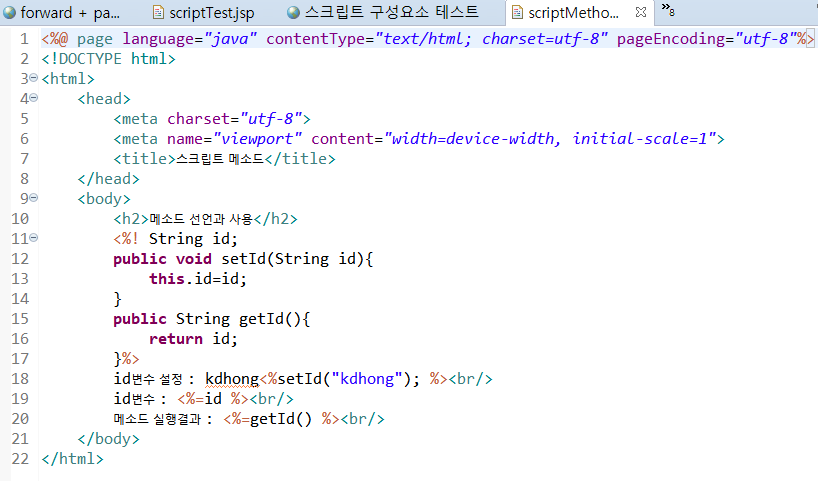 forward + pa... scriptTest.jsp 스크립트 구성요소 테스트 scriptMetho... »8
1 <%@ page language="java" contentType="text/html; charset=utf-8" pageEncoding="utf-8"%>
2 <!DOCTYPE html>
3 <html>
4 <head>
5 <meta charset="utf-8">
6 <meta name="viewport" content="width=device-width, initial-scale=1">
7 <title>스크립트 메소드</title>
8 </head>
9 <body>
10 <h2>메소드 선언과 사용</h2>
11 <%! String id;
12 public void setId(String id){
13 this.id=id;
14 }
15 public String getId(){
16 return id;
17 }%>
18 id변수 설정 : kdhong<%setId("kdhong"); %><br/>
19 id변수 : <%=id %><br/>
20 메소드 실행결과 : <%=getId() %><br/>
21 </body>
22 </html>